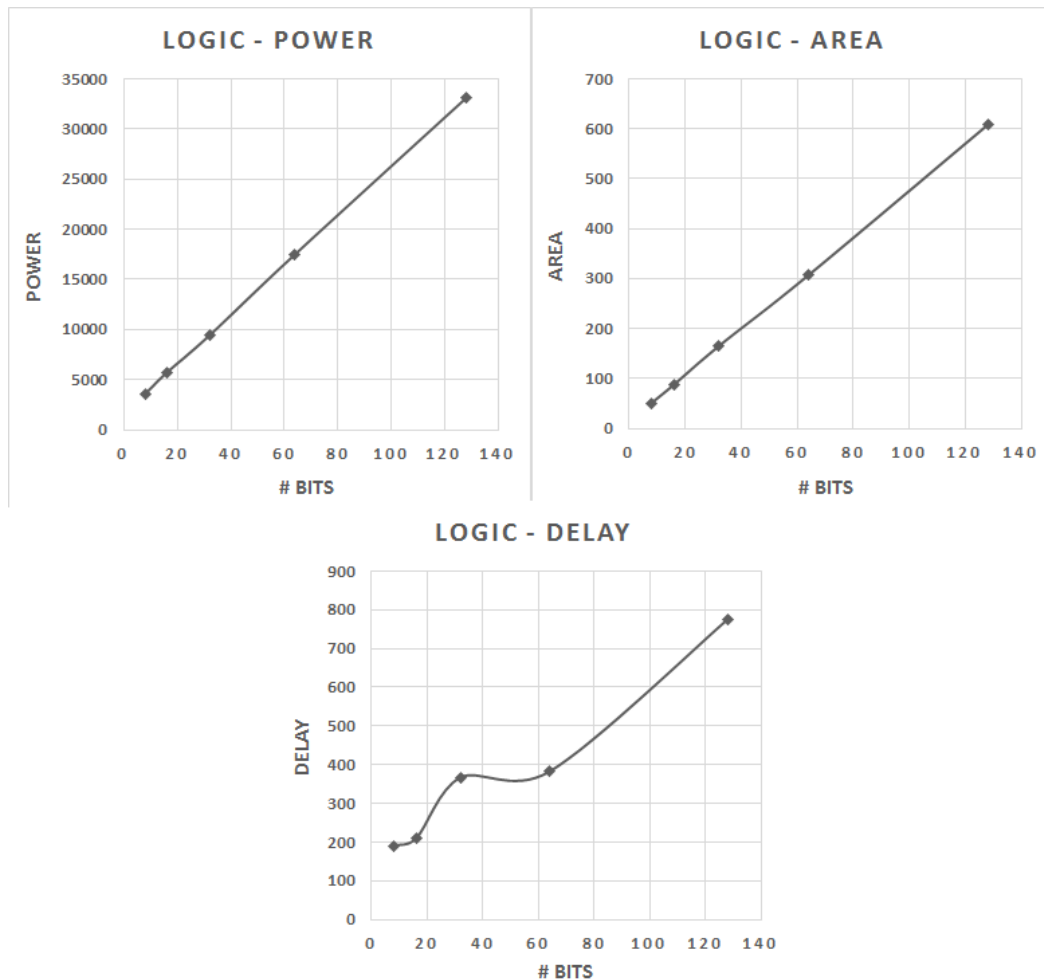 LOGIC - POWER
35000
30000
25000
20000
15000
10000
5000
0
POWER
0 20 40 60 80 100 120 140
# BITS
LOGIC - AREA
700
600
500
400
300
200
100
0
AREA
0 20 40 60 80 100 120 140
# BITS
LOGIC - DELAY
900
800
700
600
500
400
300
200
100
0
DELAY
0 20 40 60 80 100 120 140
# BITS